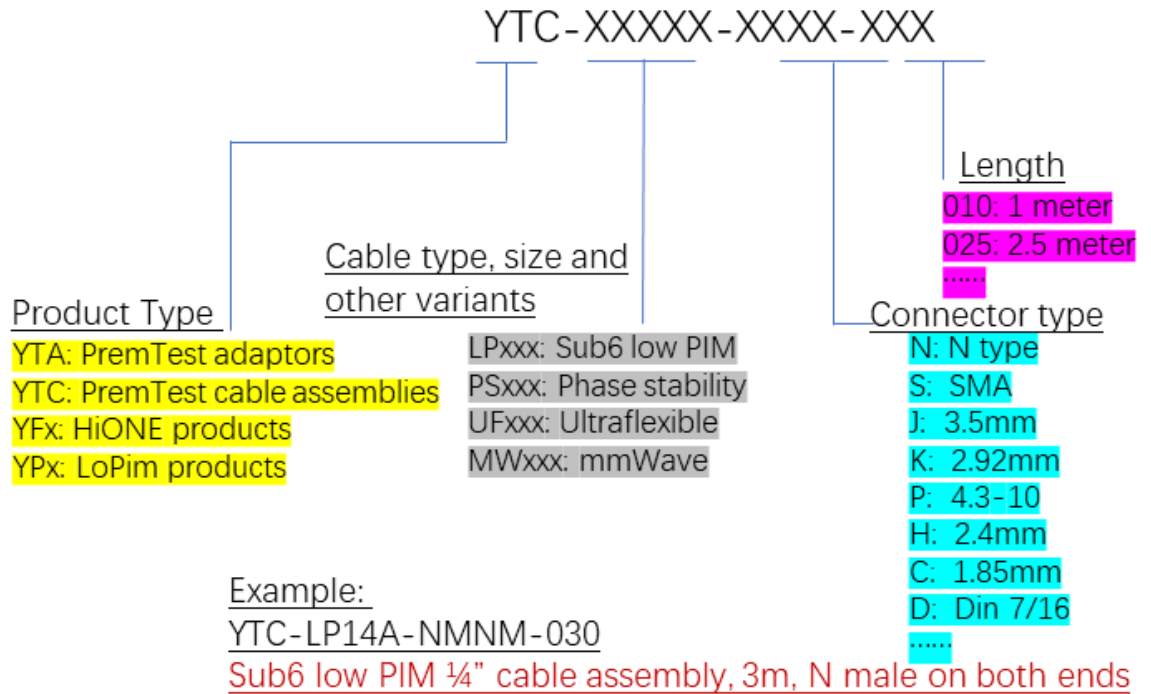 YTC-XXXXX-XXXX-XXX
Length
010: 1 meter
025: 2.5 meter
......
Cable type, size and
other variants
Product Type
YTA: PremTest adaptors
YTC: PremTest cable assemblies
YFx: HiONE products
YPx: LoPim products
LPxxx: Sub6 low PIM
PSxxx: Phase stability
UFxxx: Ultraflexible
MWxxx: mmWave
Connector type
N: N type
S: SMA
J: 3.5mm
K: 2.92mm
P: 4.3-10
H: 2.4mm
C: 1.85mm
D: Din 7/16
......
Example:
YTC-LP14A-NMNM-030
Sub6 low PIM ¼” cable assembly, 3m, N male on both ends